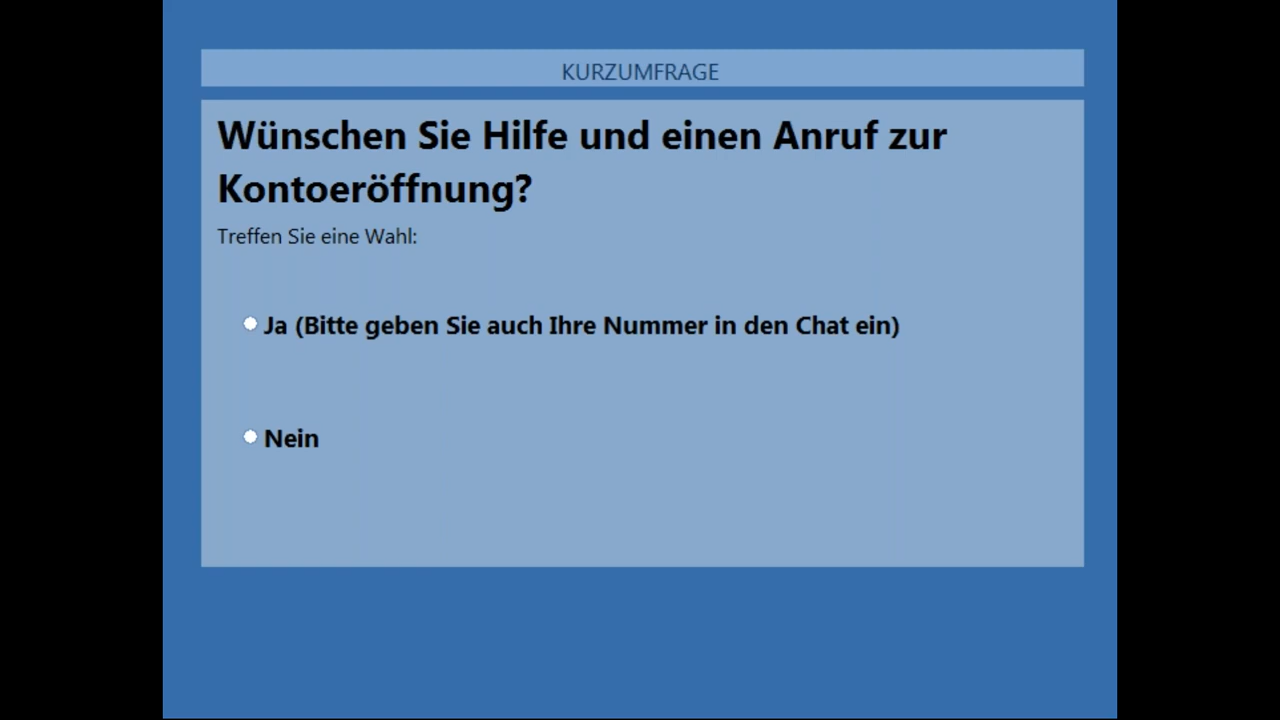 KURZUMFRAGE
Wünschen Sie Hilfe und einen Anruf zur
Kontoeröffnung?
Treffen Sie eine Wahl:
Ja (Bitte geben Sie auch Ihre Nummer in den Chat ein)
Nein